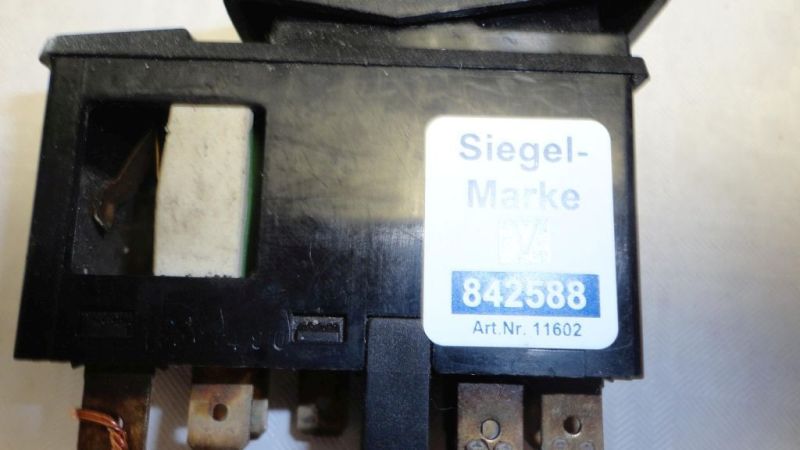 Siegel-
Marke
842588
Art.Nr. 11602